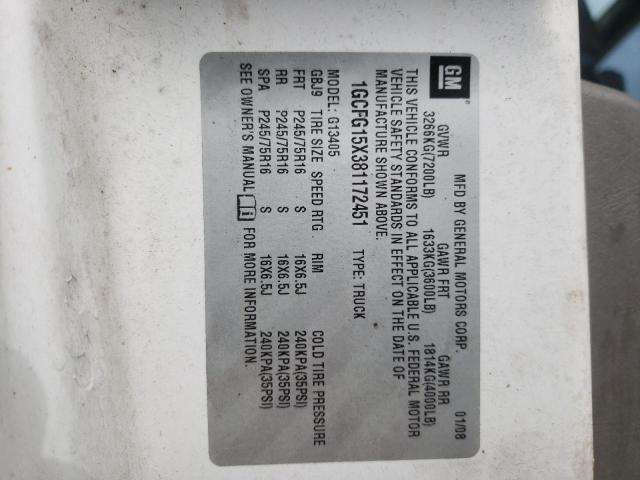 GM
MFD BY GENERAL MOTORS CORP. 01/08
GVWR GAWR FRT GAWR RR
3266KG(7200LB) 1633KG(3600LB) 1814KG(4000LB)
THIS VEHICLE CONFORMS TO ALL APPLICABLE U.S. FEDERAL MOTOR
VEHICLE SAFETY STANDARDS IN EFFECT ON THE DATE OF
MANUFACTURE SHOWN ABOVE.
1GCFG15X381172451 TYPE: TRUCK
MODEL: G13405
GBJ9 TIRE SIZE SPEED RTG RIM COLD TIRE PRESSURE
FRT P245/75R16 S 16X6.5J 240KPA(35PSI)
RR P245/75R16 S 16X6.5J 240KPA(35PSI)
SPA P245/75R16 S 16X6.5J 240KPA(35PSI)
SEE OWNER'S MANUAL FOR MORE INFORMATION.